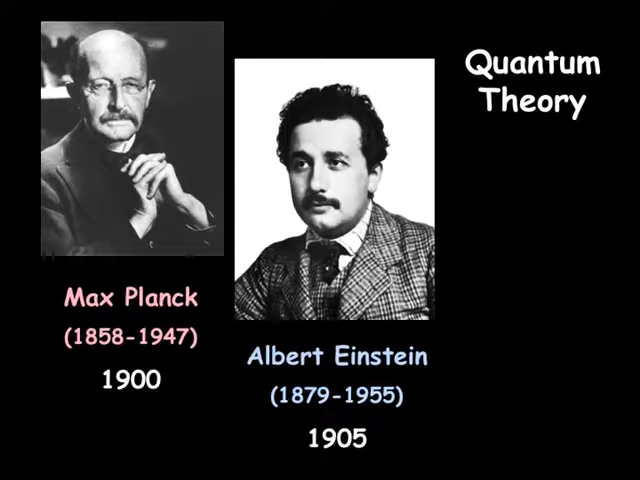 Quantum
Theory
Max Planck
(1858-1947)
1900
Albert Einstein
(1879-1955)
1905